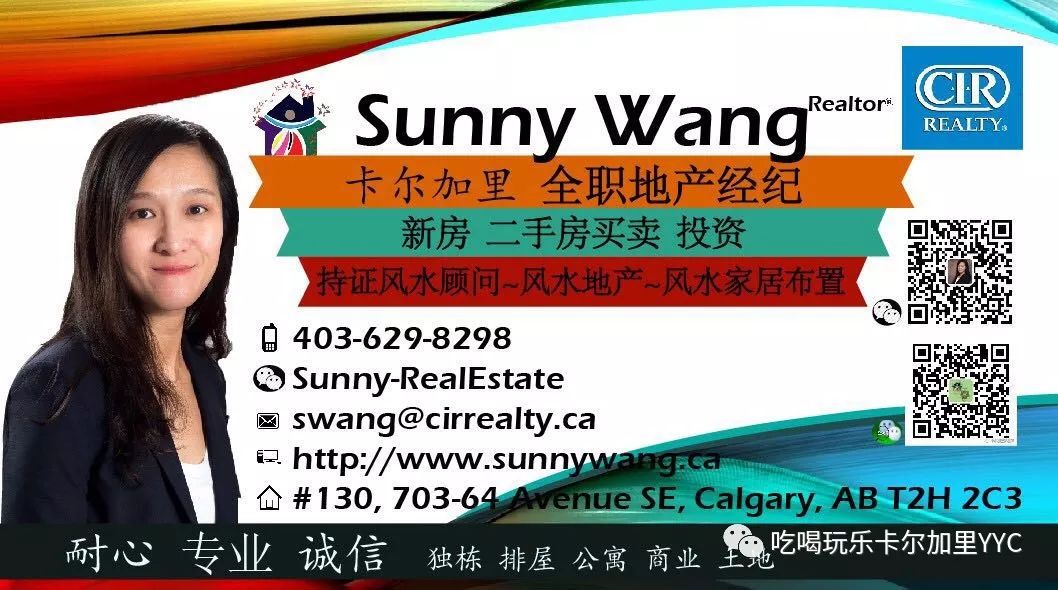 Sunny Wang Realtor®
CIR
REALTY®
卡尔加里 全职地产经纪
新房 二手房买卖 投资
持证风水顾问~风水地产~风水家居布置
403-629-8298
Sunny-RealEstate
swang@cirrealty.ca
http://www.sunnywang.ca
#130, 703-64 Avenue SE, Calgary, AB T2H 2C3
耐心 专业 诚信 独栋 排屋 公寓 商业 土地
吃喝玩乐卡尔加里YYC